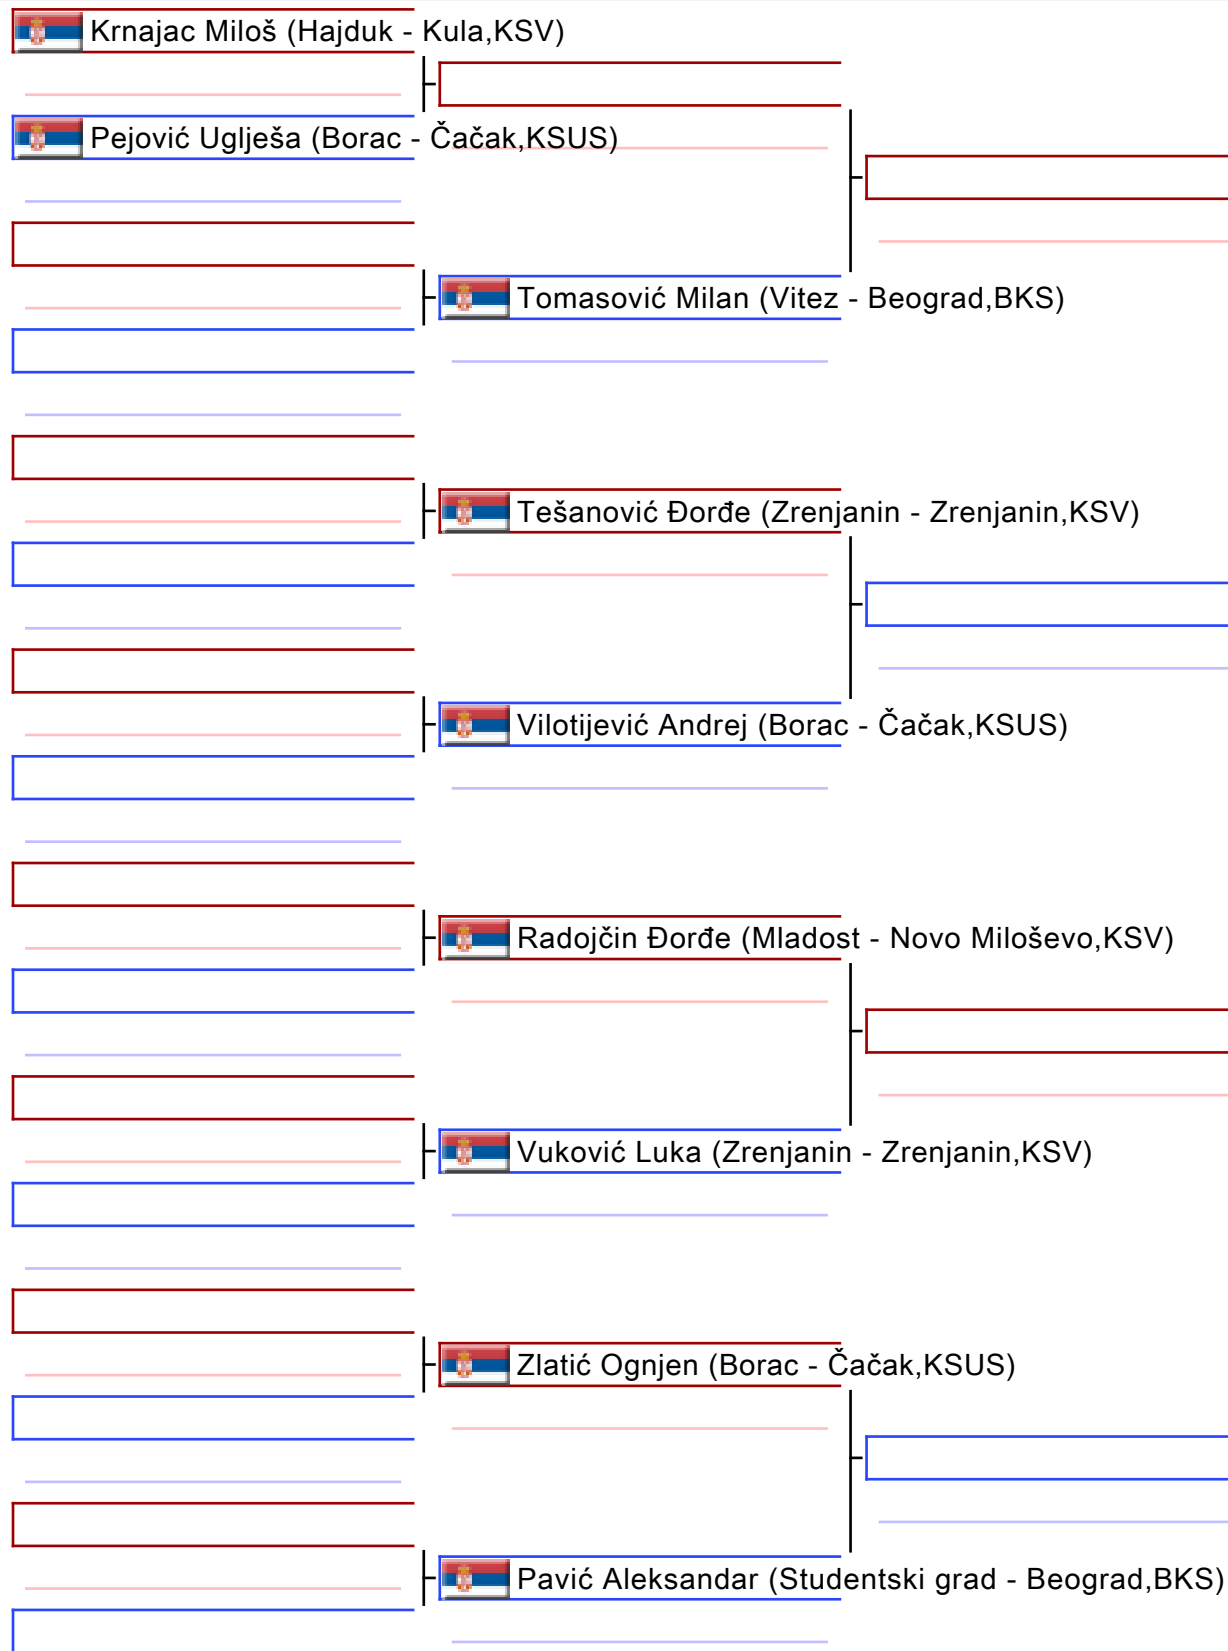 Krnajac Miloš (Hajduk - Kula,KSV)
Pejović Uglješa (Borac - Čačak,KSUS)
Tomasović Milan (Vitez - Beograd,BKS)
Tešanović Đorđe (Zrenjanin - Zrenjanin,KSV)
Vilotijević Andrej (Borac - Čačak,KSUS)
Radojčin Đorđe (Mladost - Novo Miloševo,KSV)
Vuković Luka (Zrenjanin - Zrenjanin,KSV)
Zlatić Ognjen (Borac - Čačak,KSUS)
Pavić Aleksandar (Studentski grad - Beograd,BKS)